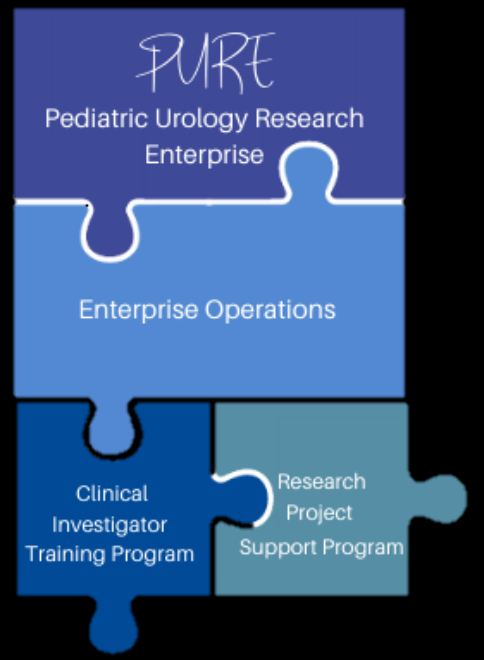 PURE
Pediatric Urology Research
Enterprise
Enterprise Operations
Clinical
Investigator
Training Program
Research
Project
Support Program